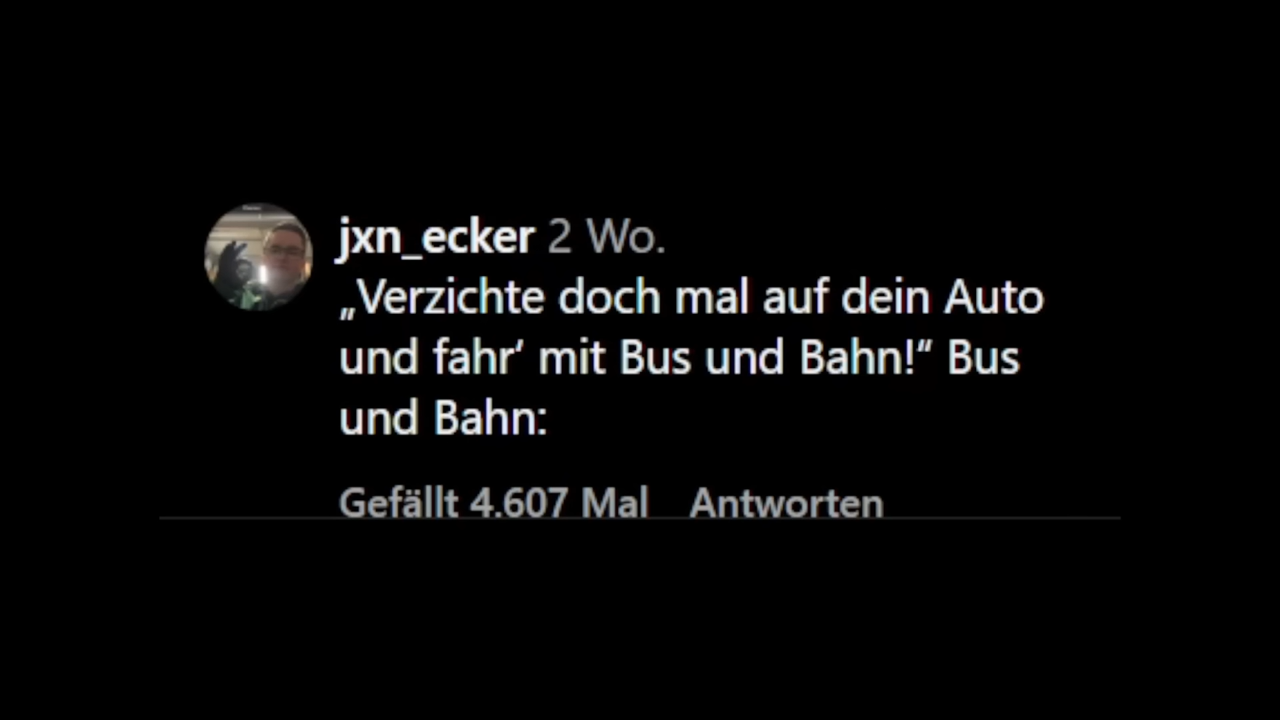 jxn_ecker 2 Wo.
„Verzichte doch mal auf dein Auto
und fahr‘ mit Bus und Bahn!“ Bus
und Bahn:
Gefällt 4.607 Mal Antworten